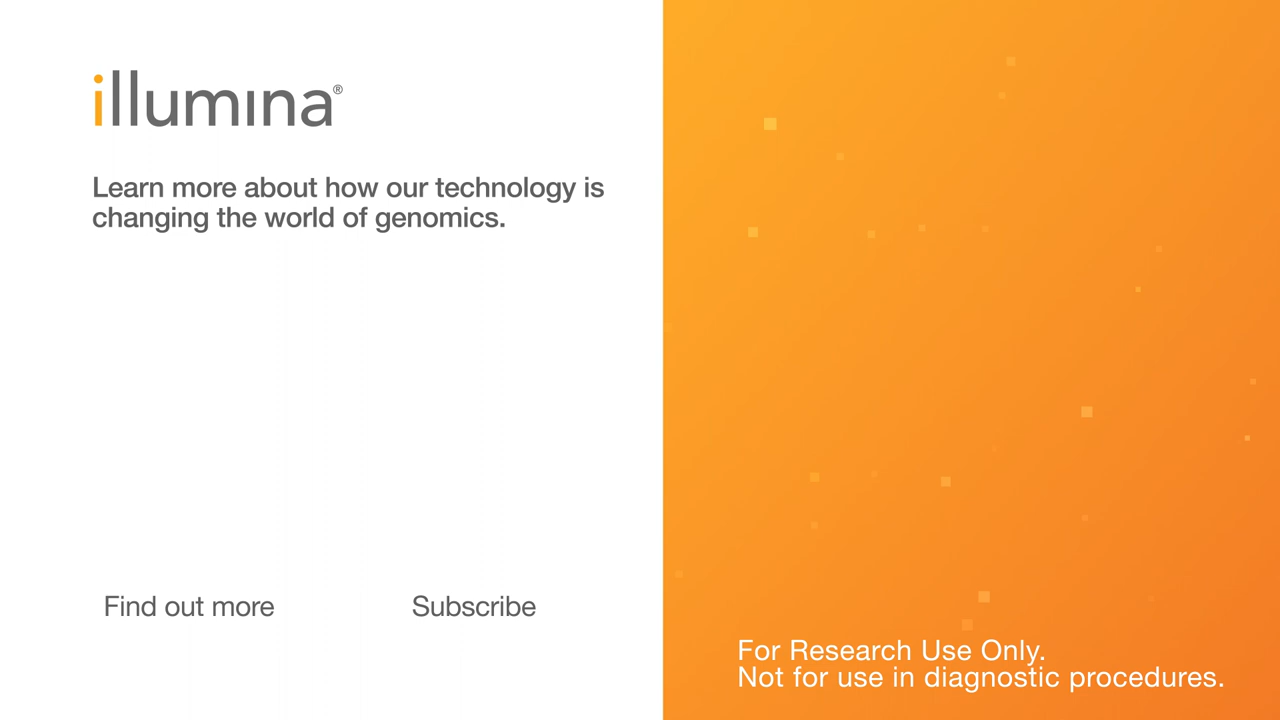 illumina®
Learn more about how our technology is
changing the world of genomics.
Find out more
Subscribe
For Research Use Only.
Not for use in diagnostic procedures.